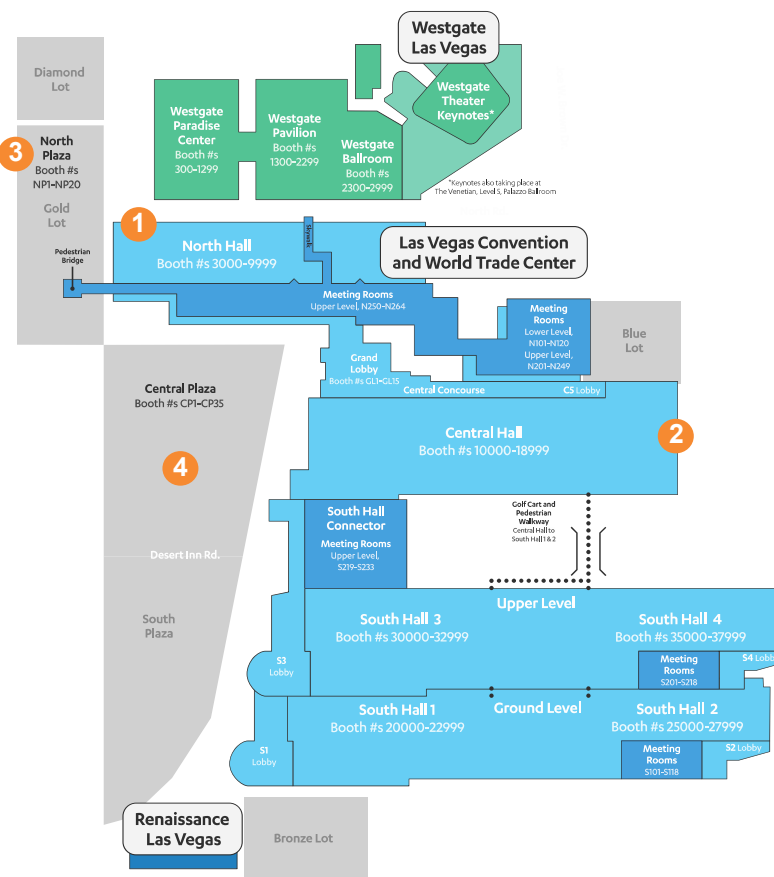 Westgate
Las Vegas
Diamond
Lot
Westgate
Theater
Keynotes*
Westgate
Paradise
Center
Booth #s
300-1299
Westgate
Pavilion
Booth #s
1300-2299
Westgate
Ballroom
Booth #s
2300-2999
*Keynotes also taking place at
The Venetian, Level 5, Palazzo Ballroom
3
North
Plaza
Booth #s
NP1-NP20
Gold
Lot
Pedestrian
Bridge
1
North Hall
Booth #s 3000-9999
Skywalk
Las Vegas Convention
and World Trade Center
Meeting Rooms
Upper Level, N250-N264
Meeting
Rooms
Lower Level,
N101-N120
Upper Level,
N201-N249
Blue
Lot
Grand
Lobby
Booth #s GL1-GL15
Central Concourse
C5 Lobby
Central Plaza
Booth #s CP1-CP35
4
Central Hall
Booth #s 10000-18999
2
South Hall
Connector
Meeting Rooms
Upper Level,
S219-S233
Golf Cart and
Pedestrian
Walkway
Central Hall to
South Hall 1 & 2
Desert Inn Rd.
South
Plaza
Upper Level
South Hall 3
Booth #s 30000-32999
South Hall 4
Booth #s 35000-37999
S3
Lobby
Meeting
Rooms
S201-S218
S4 Lobby
South Hall 1
Booth #s 20000-22999
Ground Level
South Hall 2
Booth #s 25000-27999
S1
Lobby
Meeting
Rooms
S101-S118
S2 Lobby
Renaissance
Las Vegas
Bronze Lot